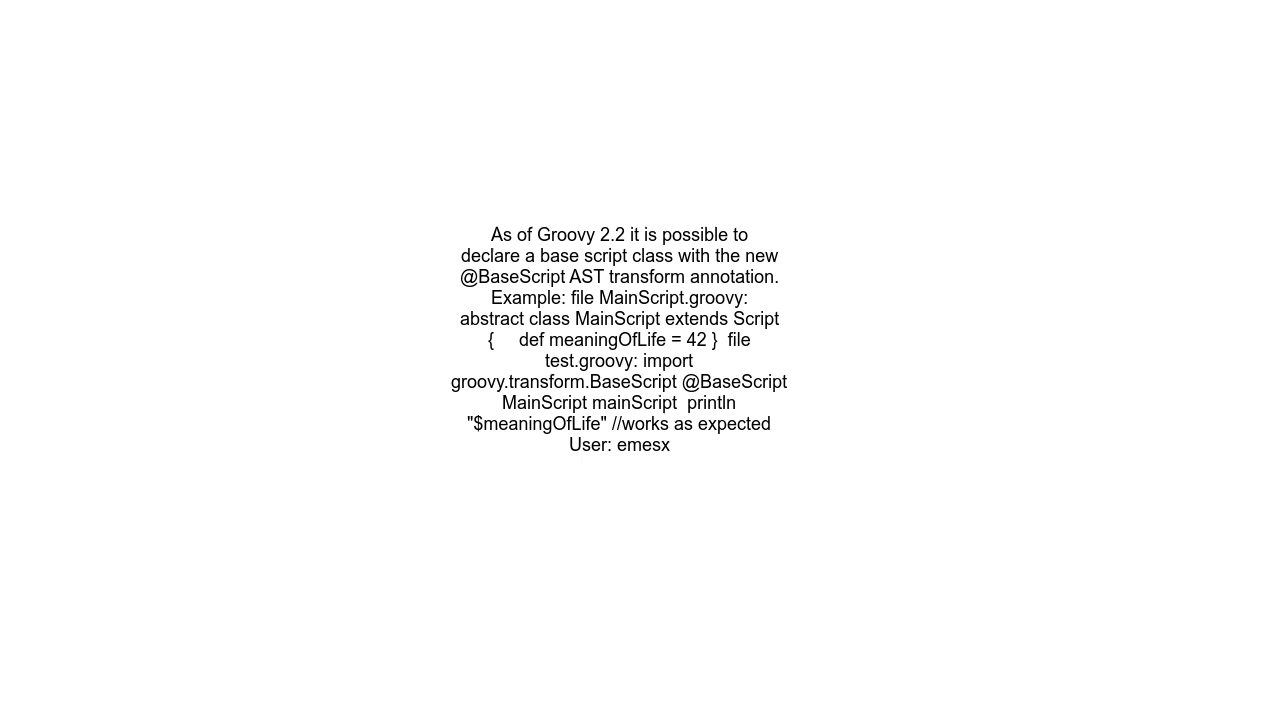 As of Groovy 2.2 it is possible to
declare a base script class with the new
@BaseScript AST transform annotation.
Example: file MainScript.groovy:
abstract class MainScript extends Script
{     def meaningOfLife = 42 }  file
test.groovy: import
groovy.transform.BaseScript @BaseScript
MainScript mainScript  println
"$meaningOfLife" //works as expected
User: emesx